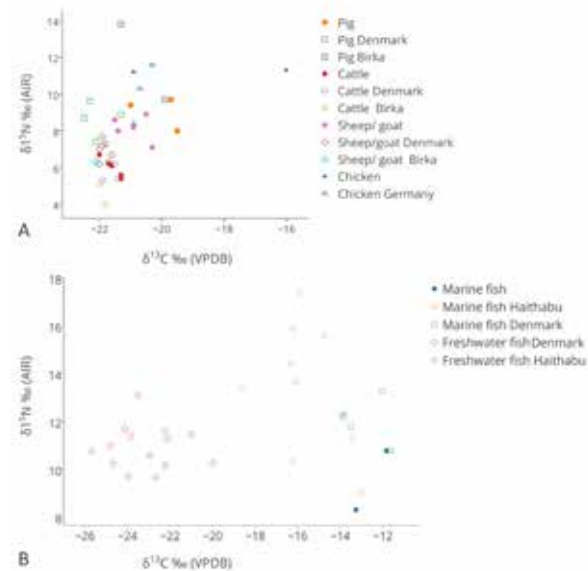 14
12
10
8
6
4
δ1⁵N ‰ (AIR)
−22
−20
−18
−16
δ¹³C ‰ (VPDB)
A
Pig
Pig Denmark
Pig Birka
Cattle
Cattle Denmark
Cattle Birka
Sheep/ goat
Sheep/goat Denmark
Sheep/ goat Birka
Chicken
Chicken Germany
18
16
14
12
10
8
δ1⁵N ‰ (AIR)
−26
−24
−22
−20
−18
−16
−14
−12
δ¹³C ‰ (VPDB)
B
Marine fish
Marine fish Haithabu
Marine fish Denmark
Freshwater fish Denmark
Freshwater fish Haithabu